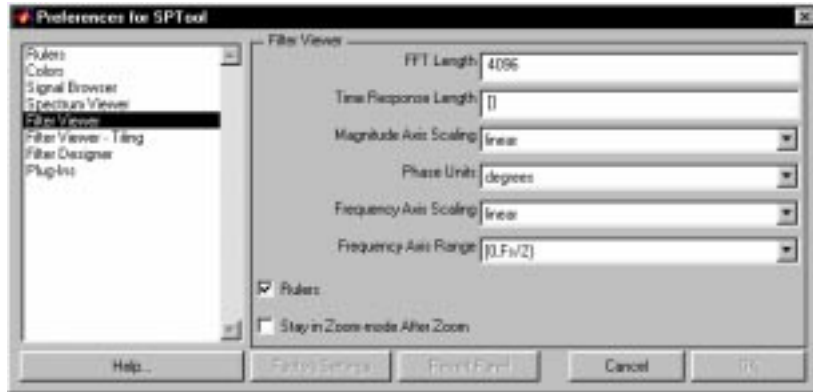 Preferences for SPTool
Rulers
Colors
Signal Browser
Spectrum Viewer
Filter Viewer
Filter Viewer - Tiling
Filter Designer
Plug-Ins
Filter Viewer
FFT Length 4096
Time Response Length []
Magnitude Axis Scaling linear
Phase Units degrees
Frequency Axis Scaling linear
Frequency Axis Range [0,Fs/2]
Rulers
Stay in Zoom-mode After Zoom
Help...
Factory Settings
Revert Panel
Cancel
OK